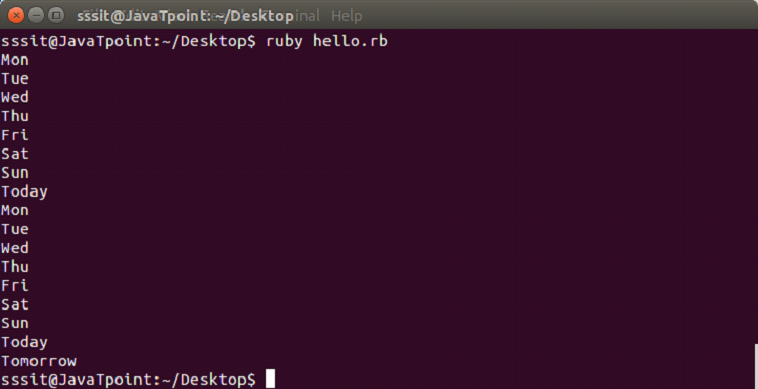 sssit@JavaTpoint: ~/Desktop inal Help
sssit@JavaTpoint:~/Desktop$ ruby hello.rb
Mon
Tue
Wed
Thu
Fri
Sat
Sun
Today
Mon
Tue
Wed
Thu
Fri
Sat
Sun
Today
Tomorrow
sssit@JavaTpoint:~/Desktop$